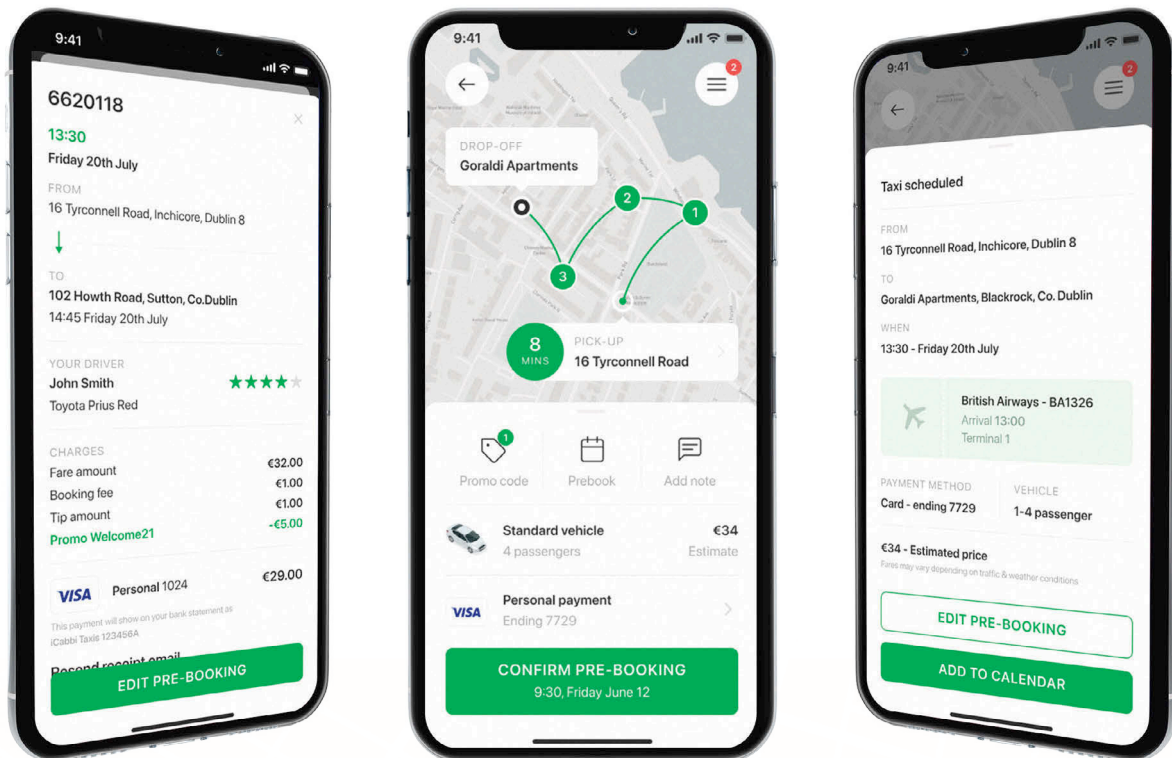 9:41
6620118
13:30
Friday 20th July
FROM
16 Tyrconnell Road, Inchicore, Dublin 8
TO
102 Howth Road, Sutton, Co.Dublin
14:45 Friday 20th July
YOUR DRIVER
John Smith
Toyota Prius Red
CHARGES
Fare amount €32.00
Booking fee €1.00
Tip amount €1.00
Promo Welcome21 -€5.00
VISA Personal 1024 €29.00
This payment will show on your bank statement as
iCabbi Taxis 123456A
Resend receipt email
EDIT PRE-BOOKING
9:41
2
DROP-OFF
Goraldi Apartments
2
1
3
8
MINS
PICK-UP
16 Tyrconnell Road
1
Promo code Prebook Add note
Standard vehicle €34
4 passengers Estimate
VISA
Personal payment
Ending 7729
CONFIRM PRE-BOOKING
9:30, Friday June 12
9:41
2
Taxi scheduled
FROM
16 Tyrconnell Road, Inchicore, Dublin 8
TO
Goraldi Apartments, Blackrock, Co. Dublin
WHEN
13:30 - Friday 20th July
British Airways - BA1326
Arrival 13:00
Terminal 1
PAYMENT METHOD VEHICLE
Card - ending 7729 1-4 passenger
€34 - Estimated price
Fares may vary depending on traffic & weather conditions
EDIT PRE-BOOKING
ADD TO CALENDAR